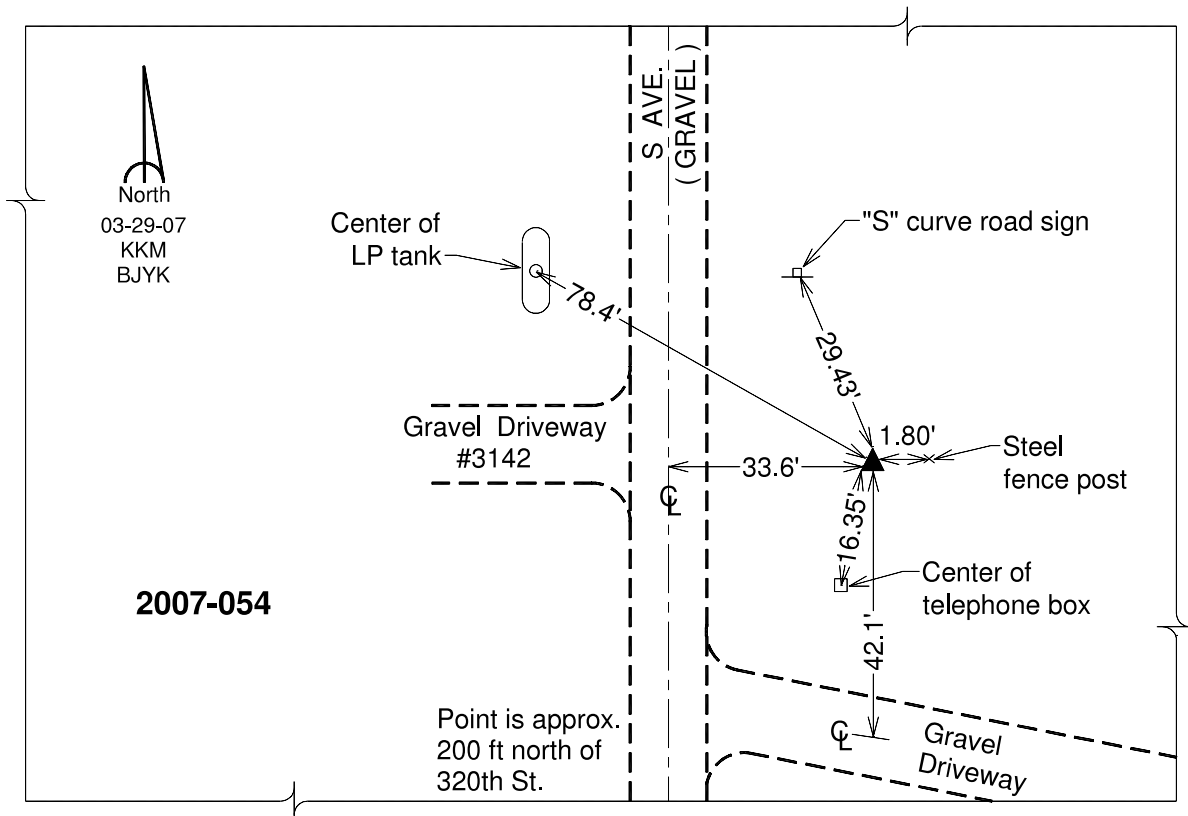 S AVE.
( GRAVEL )
North
03-29-07
KKM
BJYK
Center of
LP tank
"S" curve road sign
78.4'
29.43'
1.80'
Gravel Driveway
#3142
33.6'
Steel
fence post
℄
16.35'
Center of
telephone box
2007-054
42.1'
Point is approx.
200 ft north of
320th St.
℄
Gravel
Driveway